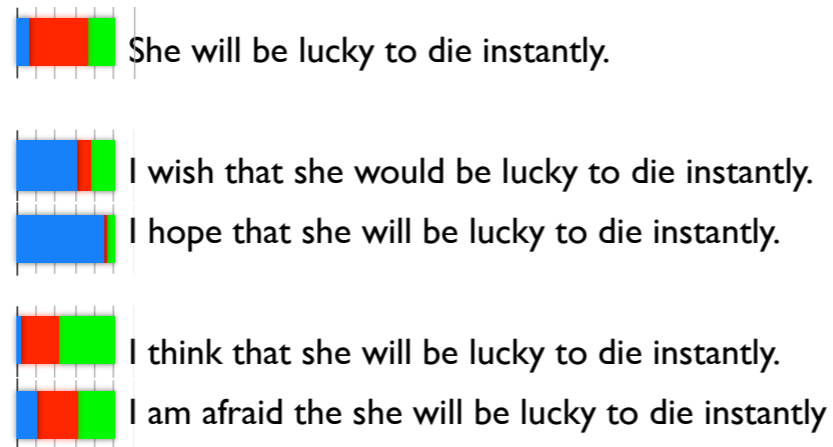 She will be lucky to die instantly.
I wish that she would be lucky to die instantly.
I hope that she will be lucky to die instantly.
I think that she will be lucky to die instantly.
I am afraid the she will be lucky to die instantly